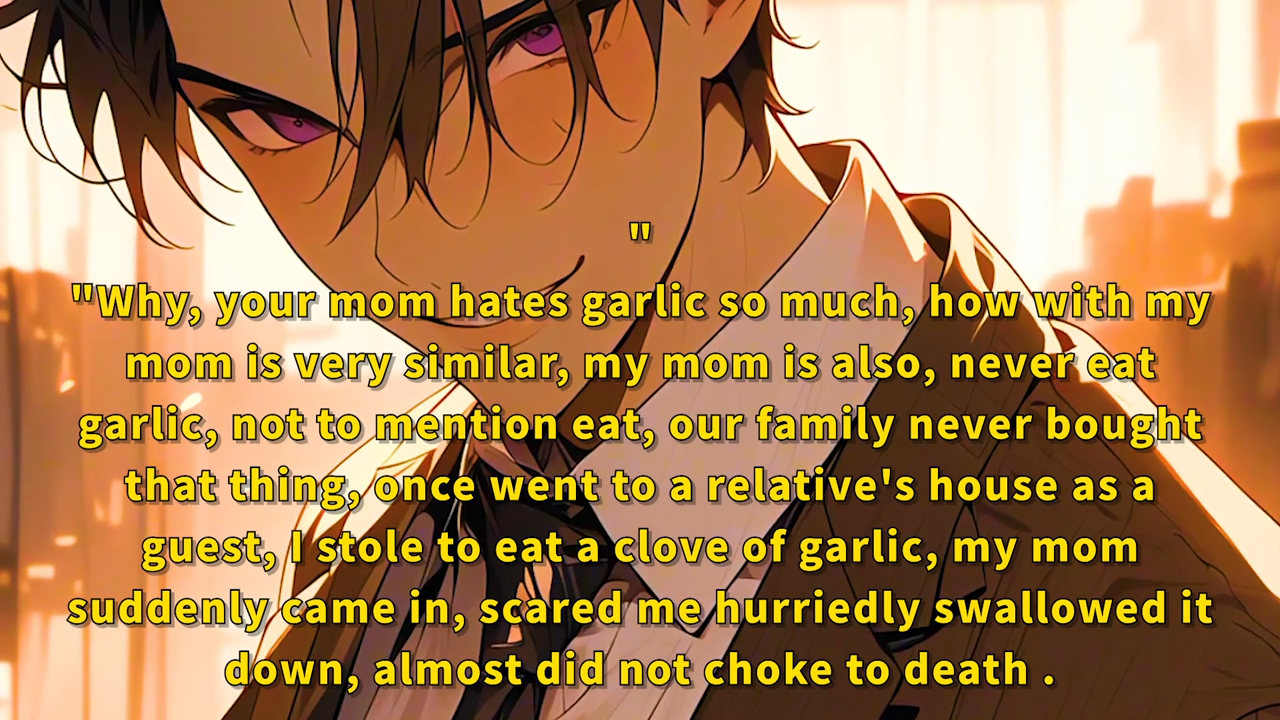 "
"Why, your mom hates garlic so much, how with my
mom is very similar, my mom is also, never eat
garlic, not to mention eat, our family never bought
that thing, once went to a relative's house as a
guest, I stole to eat a clove of garlic, my mom
suddenly came in, scared me hurriedly swallowed it
down, almost did not choke to death .